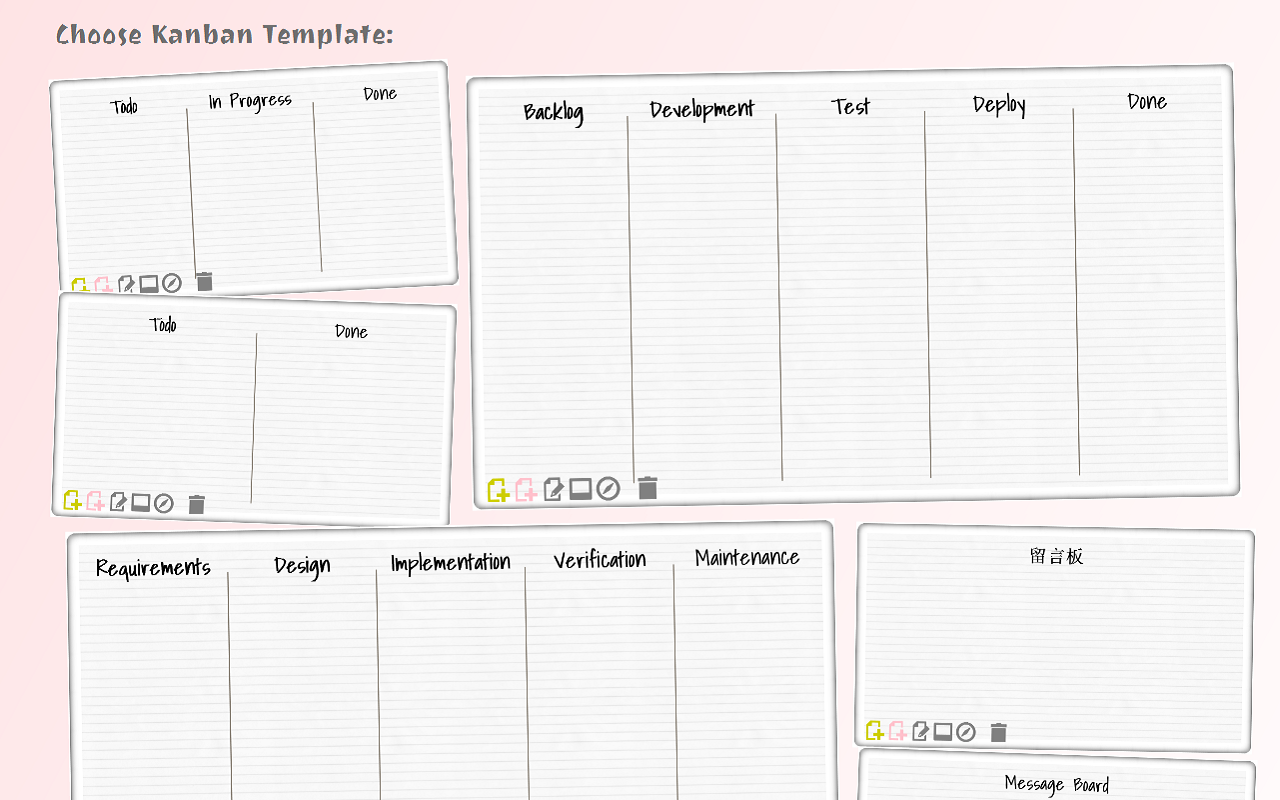 Choose Kanban Template:
Todo In Progress Done
Backlog Development Test Deploy Done
Todo Done
Requirements Design Implementation Verification Maintenance
留言板
Message Board